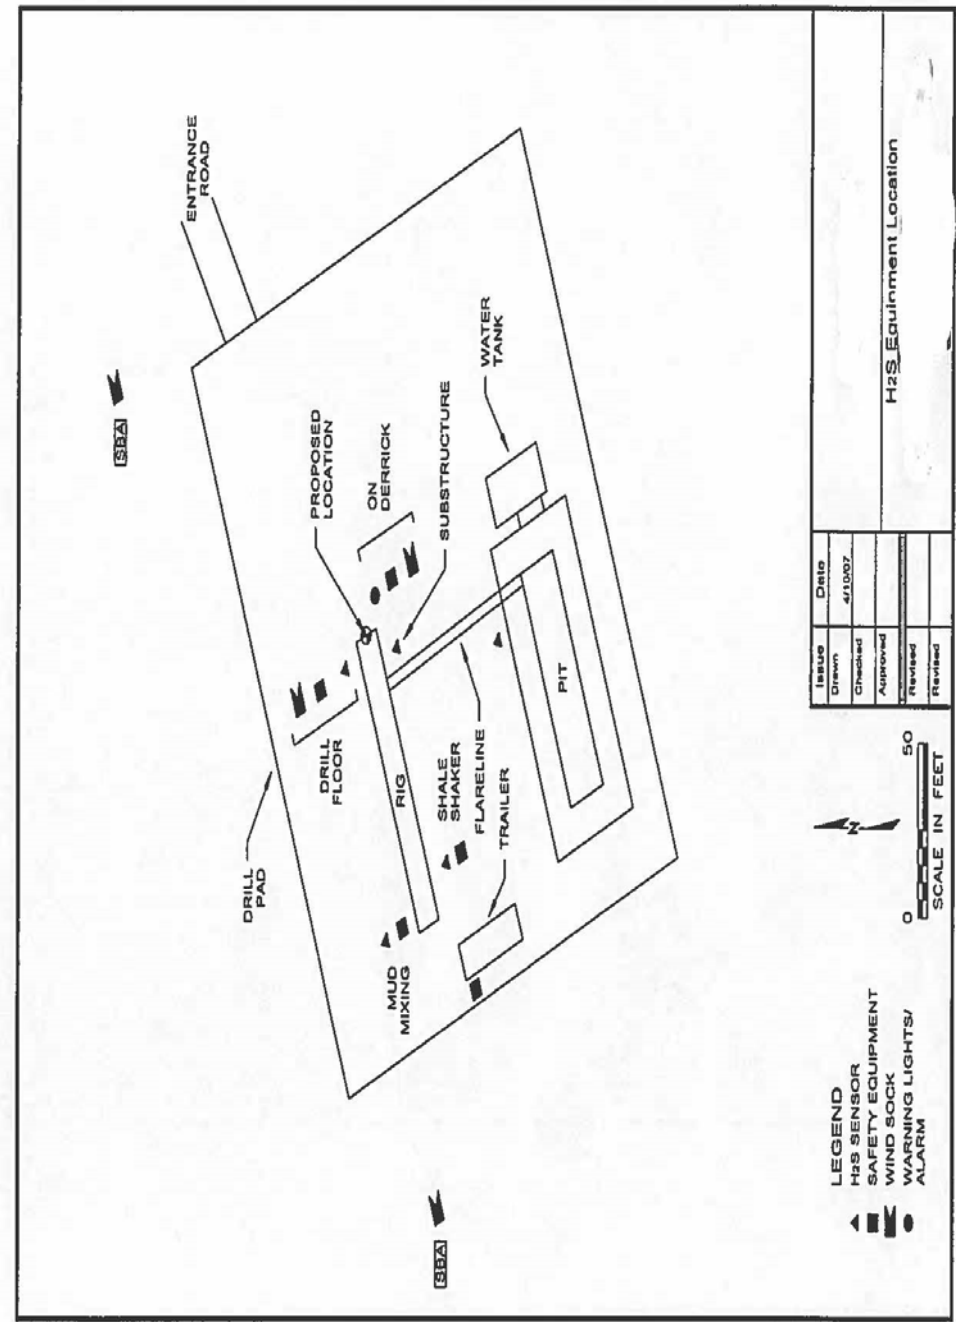 ENTRANCE
ROAD
SBA
PROPOSED
LOCATION
ON
DERRICK
SUBSTRUCTURE
WATER
TANK
DRILL
PAD
DRILL
FLOOR
RIG
SHALE
SHAKER
FLARELINE
TRAILER
PIT
MUD
MIXING
SBA
LEGEND
H2S SENSOR
SAFETY EQUIPMENT
WIND SOCK
WARNING LIGHTS/
ALARM
N
0 50
SCALE IN FEET
Issue Date
Drawn 4/10/07
Checked
Approved
Revised
Revised
H2S Equipment Location